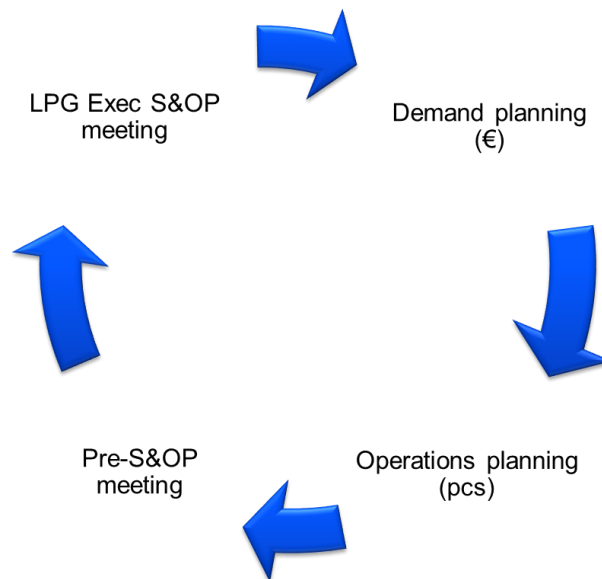 LPG Exec S&OP
meeting
Demand planning
(€)
Operations planning
(pcs)
Pre-S&OP
meeting